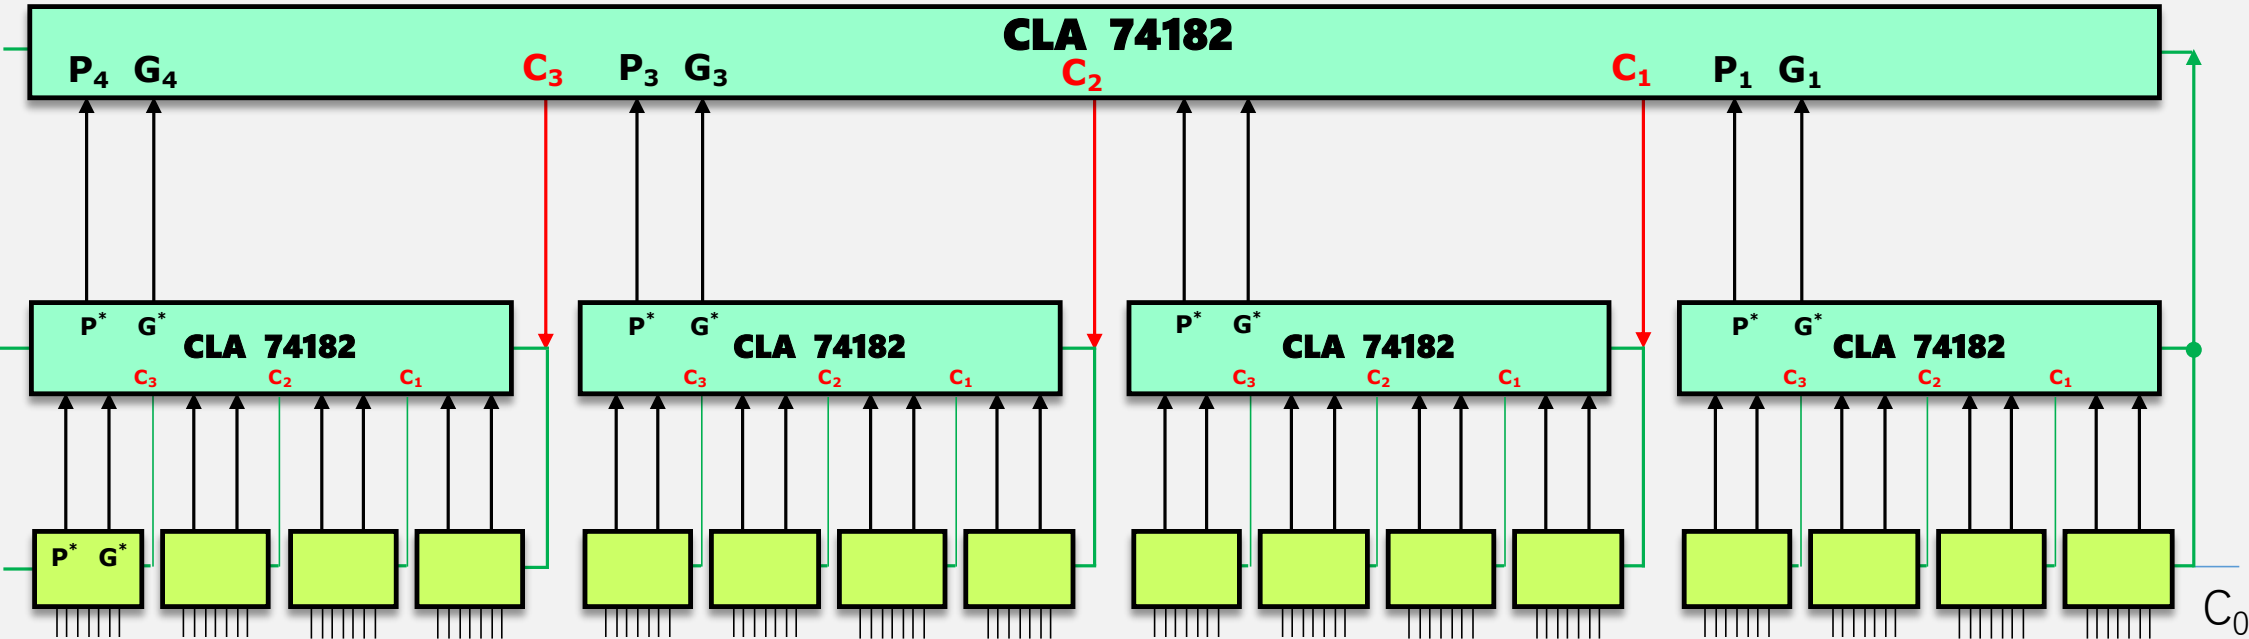 CLA 74182
P₄ G₄ C₃ P₃ G₃ C₂ C₁ P₁ G₁
P* G* P* G* P* G* P* G*
CLA 74182 CLA 74182 CLA 74182 CLA 74182
C₃ C₂ C₁ C₃ C₂ C₁ C₃ C₂ C₁ C₃ C₂ C₁
P* G*
C₀